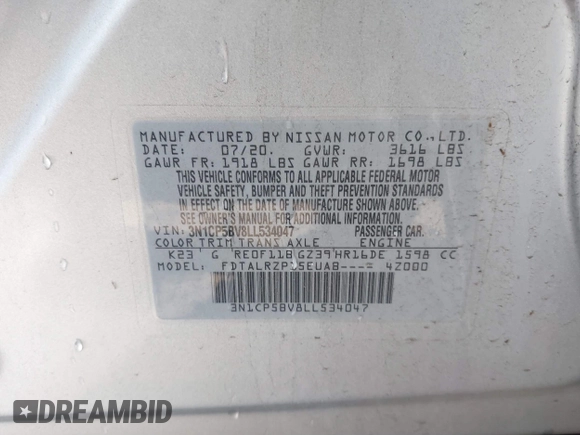 MANUFACTURED BY NISSAN MOTOR CO.,LTD.
DATE: 07/20. GVWR: 3616 LBS
GAWR FR: 1918 LBS GAWR RR: 1698 LBS
THIS VEHICLE CONFORMS TO ALL APPLICABLE FEDERAL MOTOR
VEHICLE SAFETY, BUMPER AND THEFT PREVENTION STANDARDS
IN EFFECT ON THE DATE OF MANUFACTURE SHOWN ABOVE.
SEE OWNER'S MANUAL FOR ADDITIONAL INFORMATION.
VIN: 3N1CP5BV8LL534047 PASSENGER CAR
COLOR TRIM TRANS AXLE ENGINE
K23 G RE0F11B GZ39 HR16DE 1598 CC
MODEL: FDTALRZP15EUAB---= 4Z000
3N1CP5BV8LL534047
DREAMBID